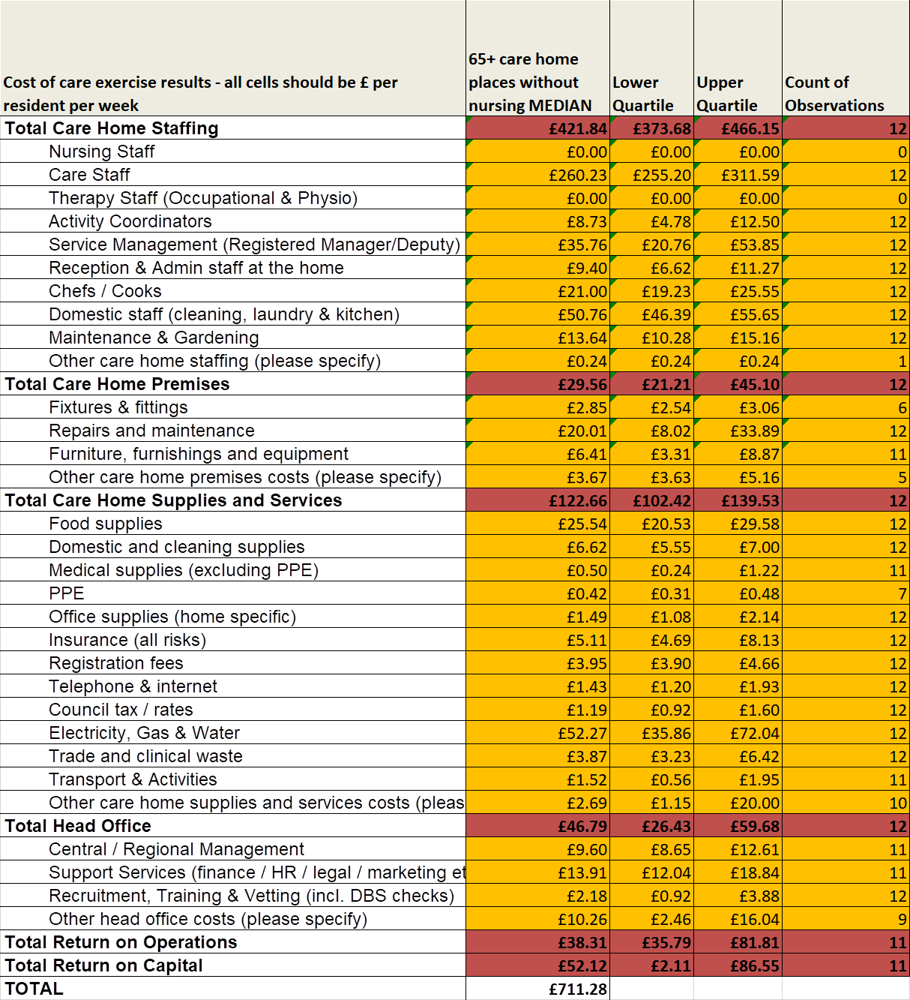 65+ care home
Cost of care exercise results - all cells should be £ per places without Lower Upper Count of
resident per week nursing MEDIAN Quartile Quartile Observations
Total Care Home Staffing £421.84 £373.68 £466.15 12
Nursing Staff £0.00 £0.00 £0.00 0
Care Staff £260.23 £255.20 £311.59 12
Therapy Staff (Occupational & Physio) £0.00 £0.00 £0.00 0
Activity Coordinators £8.73 £4.78 £12.50 12
Service Management (Registered Manager/Deputy) £35.76 £20.76 £53.85 12
Reception & Admin staff at the home £9.40 £6.62 £11.27 12
Chefs / Cooks £21.00 £19.23 £25.55 12
Domestic staff (cleaning, laundry & kitchen) £50.76 £46.39 £55.65 12
Maintenance & Gardening £13.64 £10.28 £15.16 12
Other care home staffing (please specify) £0.24 £0.24 £0.24 1
Total Care Home Premises £29.56 £21.21 £45.10 12
Fixtures & fittings £2.85 £2.54 £3.06 6
Repairs and maintenance £20.01 £8.02 £33.89 12
Furniture, furnishings and equipment £6.41 £3.31 £8.87 11
Other care home premises costs (please specify) £3.67 £3.63 £5.16 5
Total Care Home Supplies and Services £122.66 £102.42 £139.53 12
Food supplies £25.54 £20.53 £29.58 12
Domestic and cleaning supplies £6.62 £5.55 £7.00 12
Medical supplies (excluding PPE) £0.50 £0.24 £1.22 11
PPE £0.42 £0.31 £0.48 7
Office supplies (home specific) £1.49 £1.08 £2.14 12
Insurance (all risks) £5.11 £4.69 £8.13 12
Registration fees £3.95 £3.90 £4.66 12
Telephone & internet £1.43 £1.20 £1.93 12
Council tax / rates £1.19 £0.92 £1.60 12
Electricity, Gas & Water £52.27 £35.86 £72.04 12
Trade and clinical waste £3.87 £3.23 £6.42 12
Transport & Activities £1.52 £0.56 £1.95 11
Other care home supplies and services costs (pleas £2.69 £1.15 £20.00 10
Total Head Office £46.79 £26.43 £59.68 12
Central / Regional Management £9.60 £8.65 £12.61 11
Support Services (finance / HR / legal / marketing et £13.91 £12.04 £18.84 11
Recruitment, Training & Vetting (incl. DBS checks) £2.18 £0.92 £3.88 12
Other head office costs (please specify) £10.26 £2.46 £16.04 9
Total Return on Operations £38.31 £35.79 £81.81 11
Total Return on Capital £52.12 £2.11 £86.55 11
TOTAL £711.28